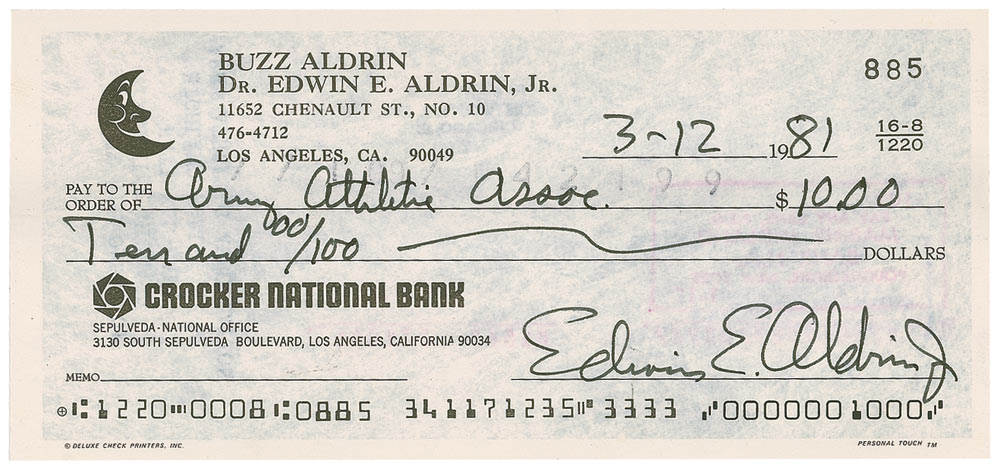 BUZZ ALDRIN
DR. EDWIN E. ALDRIN, JR.
885
11652 CHENAULT ST., NO. 10
476-4712
LOS ANGELES, CA. 90049
3-12 1981
16-8
1220
PAY TO THE
ORDER OF Army Athletic Assoc. $ 10.00
Ten and 00/100 DOLLARS
CROCKER NATIONAL BANK
SEPULVEDA-NATIONAL OFFICE
3130 SOUTH SEPULVEDA BOULEVARD, LOS ANGELES, CALIFORNIA 90034
MEMO
Edwin E. Aldrin Jr
⑆1220⑉0008⑆0885 341171235⑈3333 ⑇0000001000⑇
© DELUXE CHECK PRINTERS, INC.
PERSONAL TOUCH TM